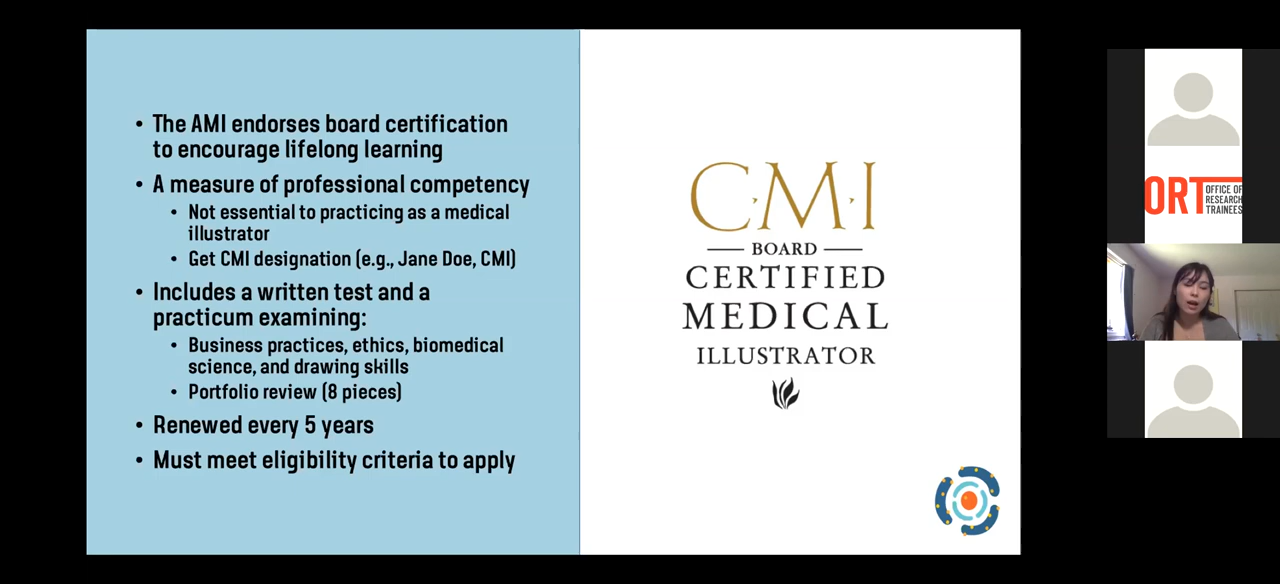 • The AMI endorses board certification
to encourage lifelong learning
• A measure of professional competency
• Not essential to practicing as a medical
illustrator
• Get CMI designation (e.g., Jane Doe, CMI)
• Includes a written test and a
practicum examining:
• Business practices, ethics, biomedical
science, and drawing skills
• Portfolio review (8 pieces)
• Renewed every 5 years
• Must meet eligibility criteria to apply
C·M·I
BOARD
CERTIFIED
MEDICAL
ILLUSTRATOR
ORT
OFFICE OF
RESEARCH
TRAINEES